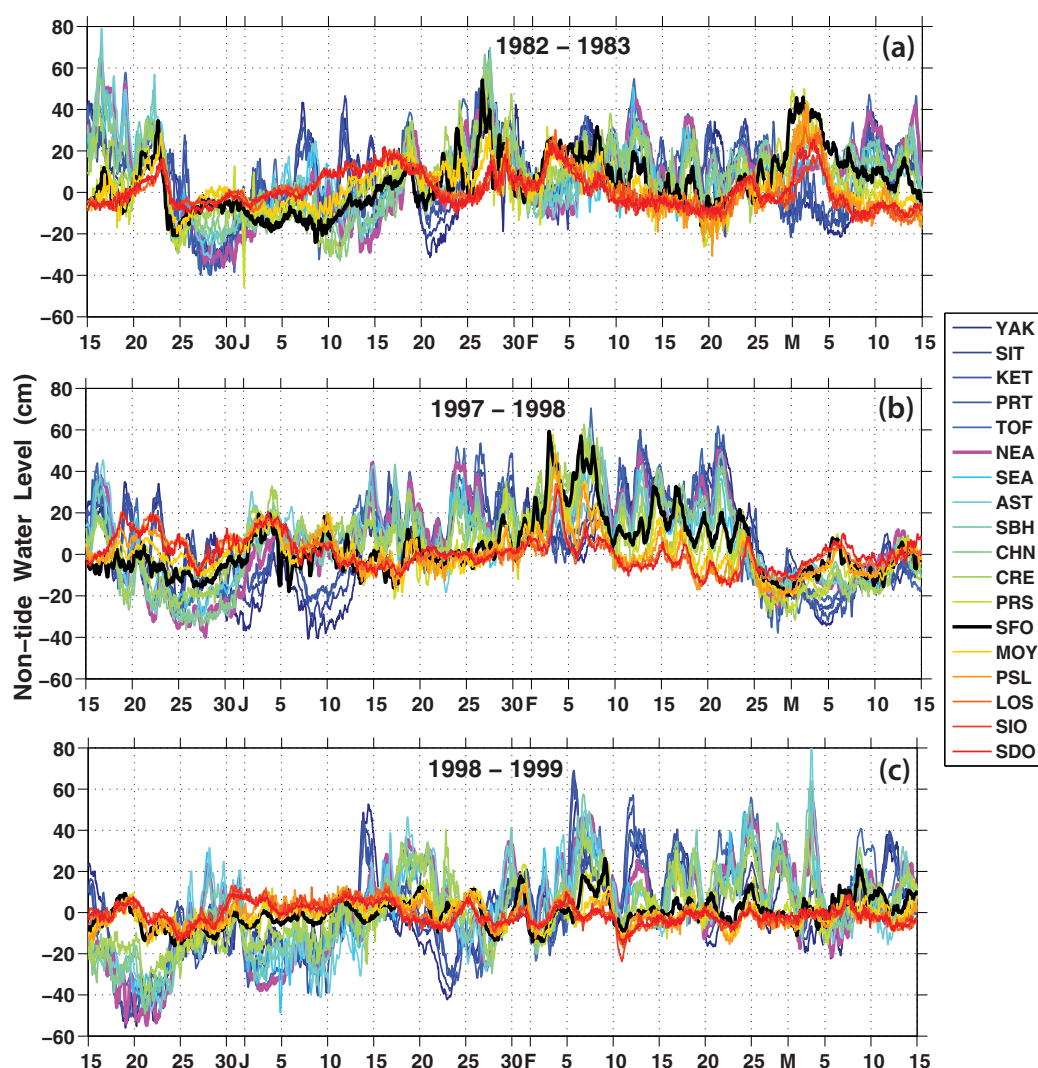 80
60
40
20
0
−20
−40
−60
1982 − 1983
(a)
15 20 25 30 J 5 10 15 20 25 30 F 5 10 15 20 25 M 5 10 15
Non−tide Water Level (cm)
80
60
40
20
0
−20
−40
−60
1997 − 1998
(b)
15 20 25 30 J 5 10 15 20 25 30 F 5 10 15 20 25 M 5 10 15
80
60
40
20
0
−20
−40
−60
1998 − 1999
(c)
15 20 25 30 J 5 10 15 20 25 30 F 5 10 15 20 25 M 5 10 15
YAK
SIT
KET
PRT
TOF
NEA
SEA
AST
SBH
CHN
CRE
PRS
SFO
MOY
PSL
LOS
SIO
SDO